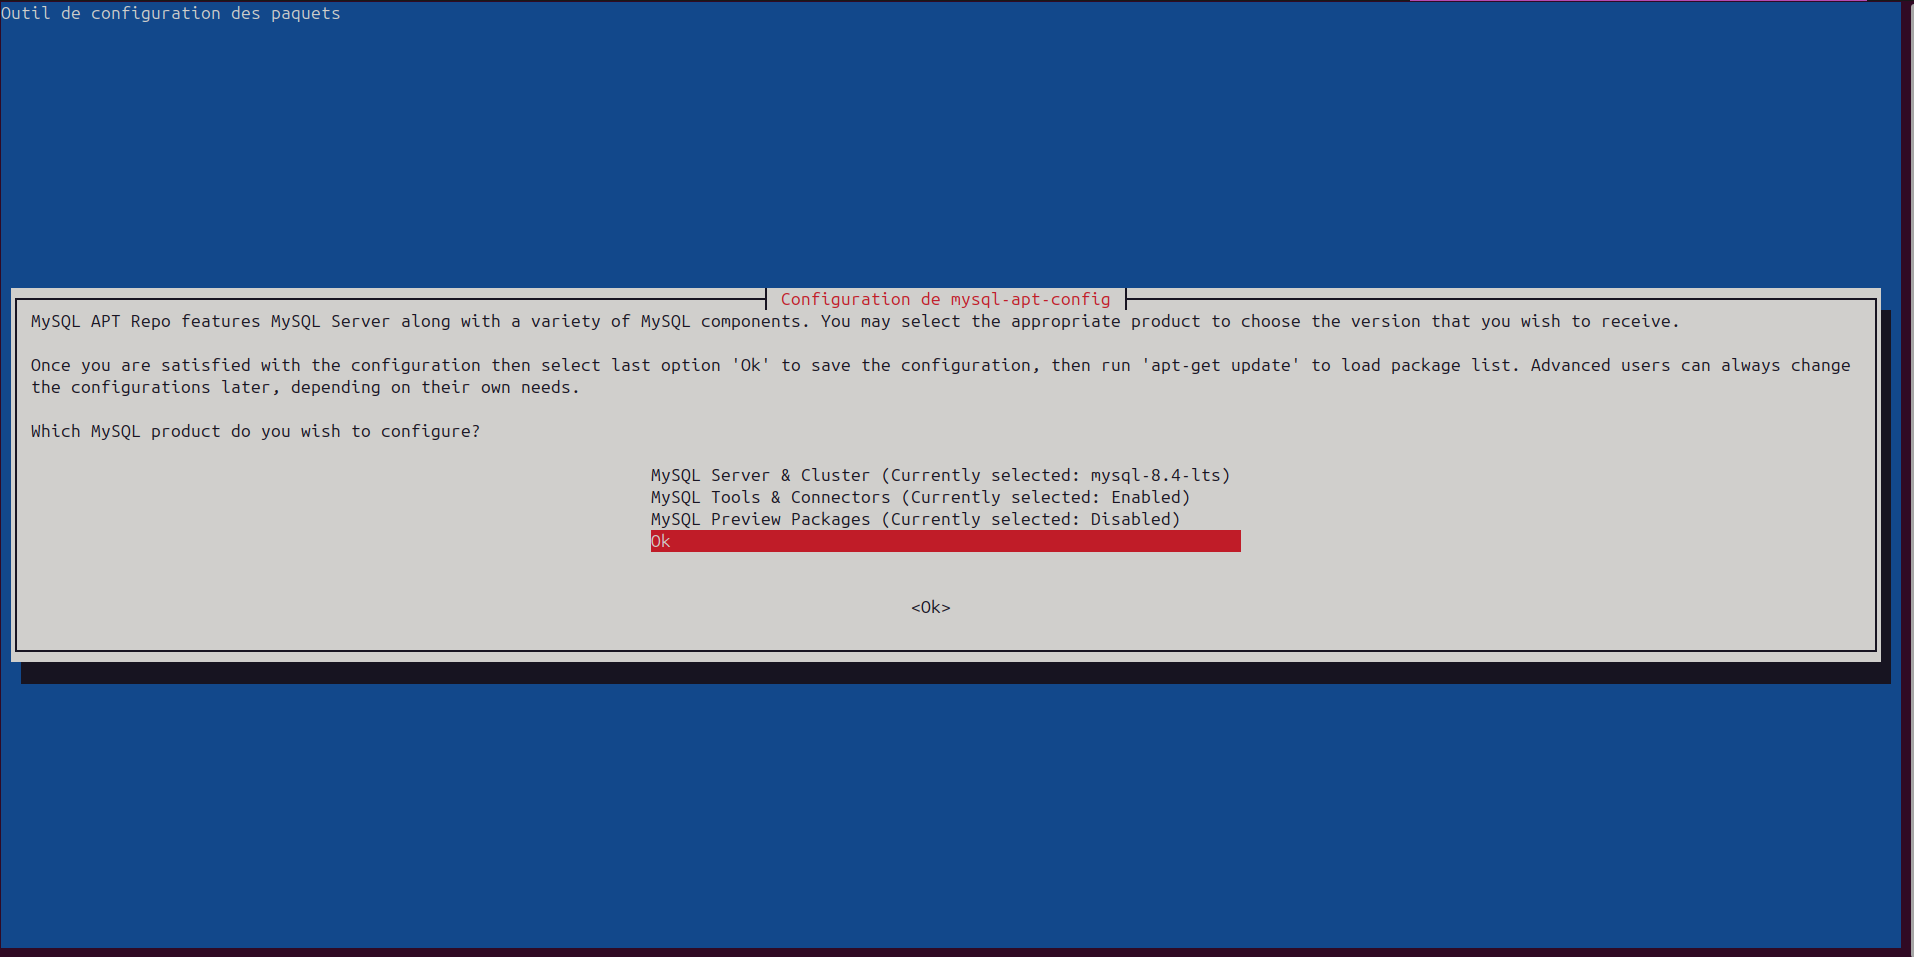 Outil de configuration des paquets
Configuration de mysql-apt-config
MySQL APT Repo features MySQL Server along with a variety of MySQL components. You may select the appropriate product to choose the version that you wish to receive.
Once you are satisfied with the configuration then select last option 'Ok' to save the configuration, then run 'apt-get update' to load package list. Advanced users can always change
the configurations later, depending on their own needs.
Which MySQL product do you wish to configure?
MySQL Server & Cluster (Currently selected: mysql-8.4-lts)
MySQL Tools & Connectors (Currently selected: Enabled)
MySQL Preview Packages (Currently selected: Disabled)
Ok
<Ok>